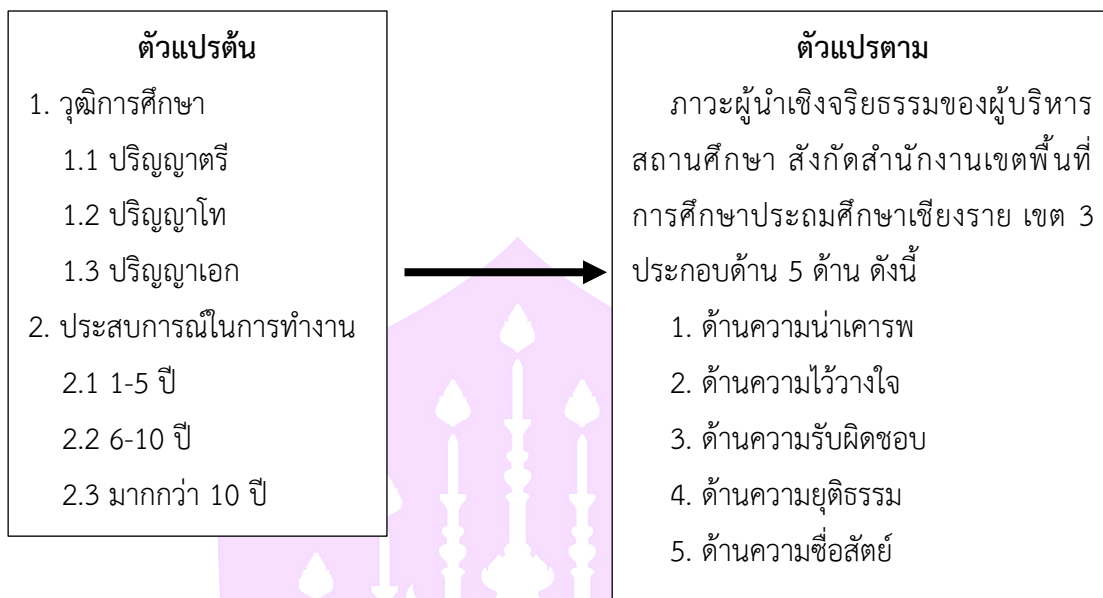 ตัวแปรต้น
1. วุฒิการศึกษา
1.1 ปริญญาตรี
1.2 ปริญญาโท
1.3 ปริญญาเอก
2. ประสบการณ์ในการทำงาน
2.1 1-5 ปี
2.2 6-10 ปี
2.3 มากกว่า 10 ปี
ตัวแปรตาม
ภาวะผู้นำเชิงจริยธรรมของผู้บริหาร
สถานศึกษา สังกัดสำนักงานเขตพื้นที่
การศึกษาประถมศึกษาเชียงราย เขต 3
ประกอบด้าน 5 ด้าน ดังนี้
1. ด้านความน่าเคารพ
2. ด้านความไว้วางใจ
3. ด้านความรับผิดชอบ
4. ด้านความยุติธรรม
5. ด้านความซื่อสัตย์